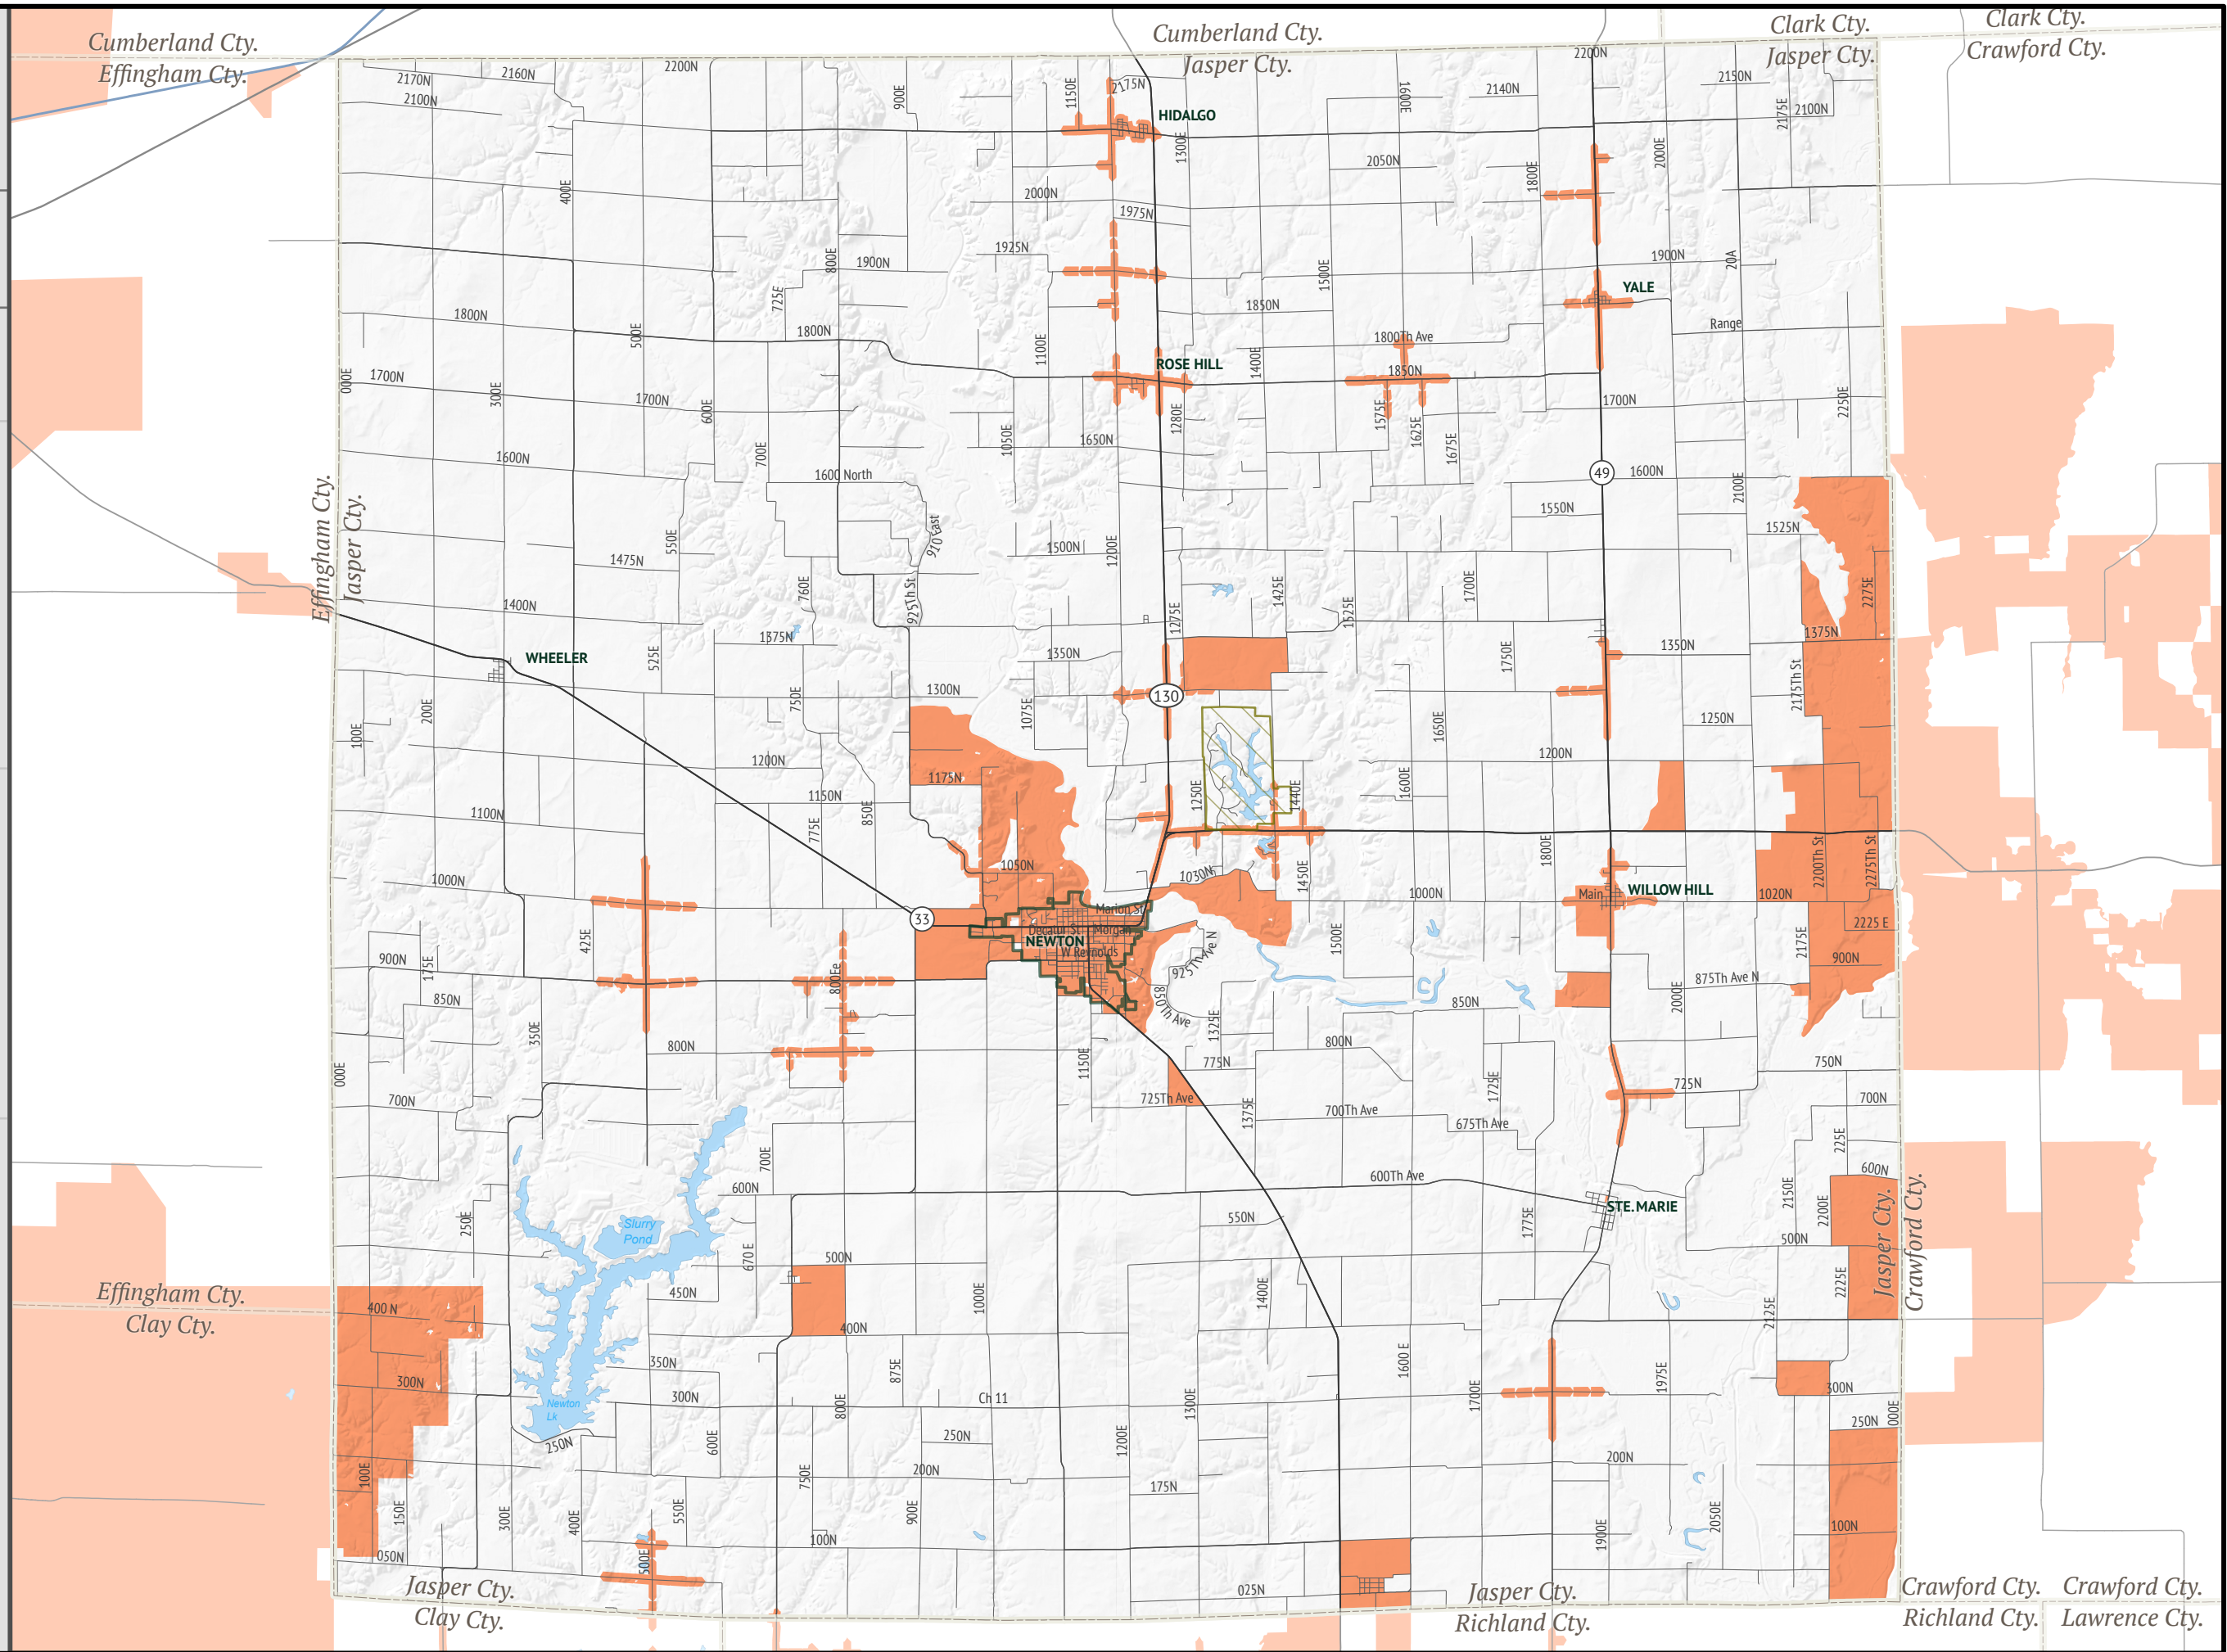 Cumberland Cty.
Effingham Cty.
Cumberland Cty.
Jasper Cty.
Clark Cty.
Jasper Cty.
Clark Cty.
Crawford Cty.
2170N
2160N
2200N
2100N
900E
1150E
2175N
HIDALGO
1300E
1600E
2140N
2200N
2150N
2175E
2100N
2000E
1800E
2050N
400E
2000N
1975N
1925N
800E
1900N
1500E
1900N
20A
725E
YALE
1850N
1800N
500E
1800N
1100E
1800Th Ave
Range
ROSE HILL
1400E
1850N
000E
1700N
300E
1700N
600E
1280E
1575E
1625E
1675E
1700N
2250E
1050E
1650N
700E
1600N
1600 North
49
1600N
2100E
1550N
1525N
910 East
550E
1500N
1200E
1475N
Effingham Cty.
Jasper Cty.
760E
925Th St
1275E
1425E
1525E
1700E
2275E
1400N
1375N
1375N
WHEELER
525E
1350N
1750E
1350N
2175Th St
750E
1300N
130
200E
100E
1075E
1650E
1250N
1200N
1175N
1200N
1150N
1250E
1440E
1600E
1100N
775E
850E
1800E
2200Th St
2275Th St
1050N
1030N
1450E
1000N
1000N
Main
WILLOW HILL
1020N
33
Marion St
Decatur St
Morgan
NEWTON
W Reynolds
925Th Ave N
2225 E
425E
1500E
2175E
900N
175E
800Ee
900N
875Th Ave N
2000E
850N
850Th Ave
1325E
850N
350E
800N
1150E
800N
775N
750N
000E
725Th Ave
1725E
725N
700N
1375E
700Th Ave
675Th Ave
700N
225E
700E
600N
600Th Ave
600N
250E
STE. MARIE
2150E
2200E
Slurry
Pond
550N
1775E
670 E
500N
500N
Jasper Cty.
Crawford Cty.
Effingham Cty.
Clay Cty.
400 N
450N
1000E
1400E
2125E
2225E
400N
350N
875E
1600 E
1975E
300N
300N
Ch 11
300N
Newton
Lk
800E
1300E
1700E
250N
000E
250N
600E
250N
1200E
200N
200N
100E
750E
175N
150E
300E
400E
550E
900E
2050E
100N
1900E
100N
050N
500E
025N
Jasper Cty.
Clay Cty.
Jasper Cty.
Richland Cty.
Crawford Cty.
Richland Cty.
Crawford Cty.
Lawrence Cty.